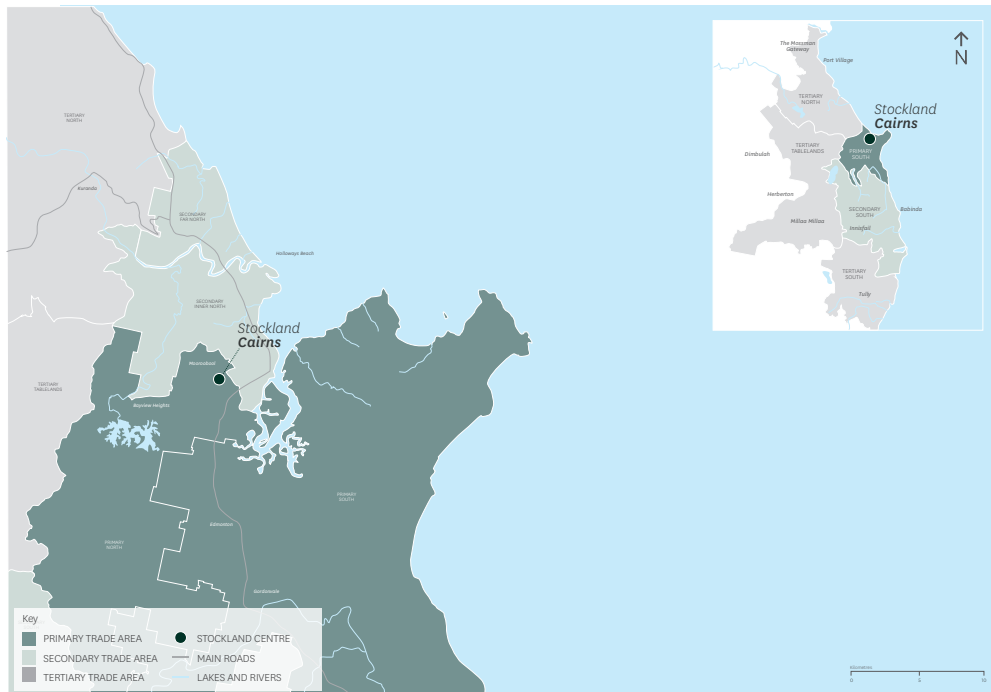 TERTIARY
NORTH
Kuranda
SECONDARY
FAR NORTH
Holloways Beach
SECONDARY
INNER NORTH
Stockland
Cairns
Mooroobool
TERTIARY
TABLELANDS
Bayview Heights
PRIMARY
SOUTH
Edmonton
PRIMARY
NORTH
Gordonvale
Key
PRIMARY TRADE AREA
SECONDARY TRADE AREA
TERTIARY TRADE AREA
STOCKLAND CENTRE
MAIN ROADS
LAKES AND RIVERS
The Mossman
Gateway
Port Village
N
TERTIARY
NORTH
Stockland
Cairns
TERTIARY
TABLELANDS
PRIMARY
SOUTH
Dimbulah
Herberton
Millaa Millaa
SECONDARY
SOUTH
Babinda
Innisfail
TERTIARY
SOUTH
Tully
Kilometres
0 5 10